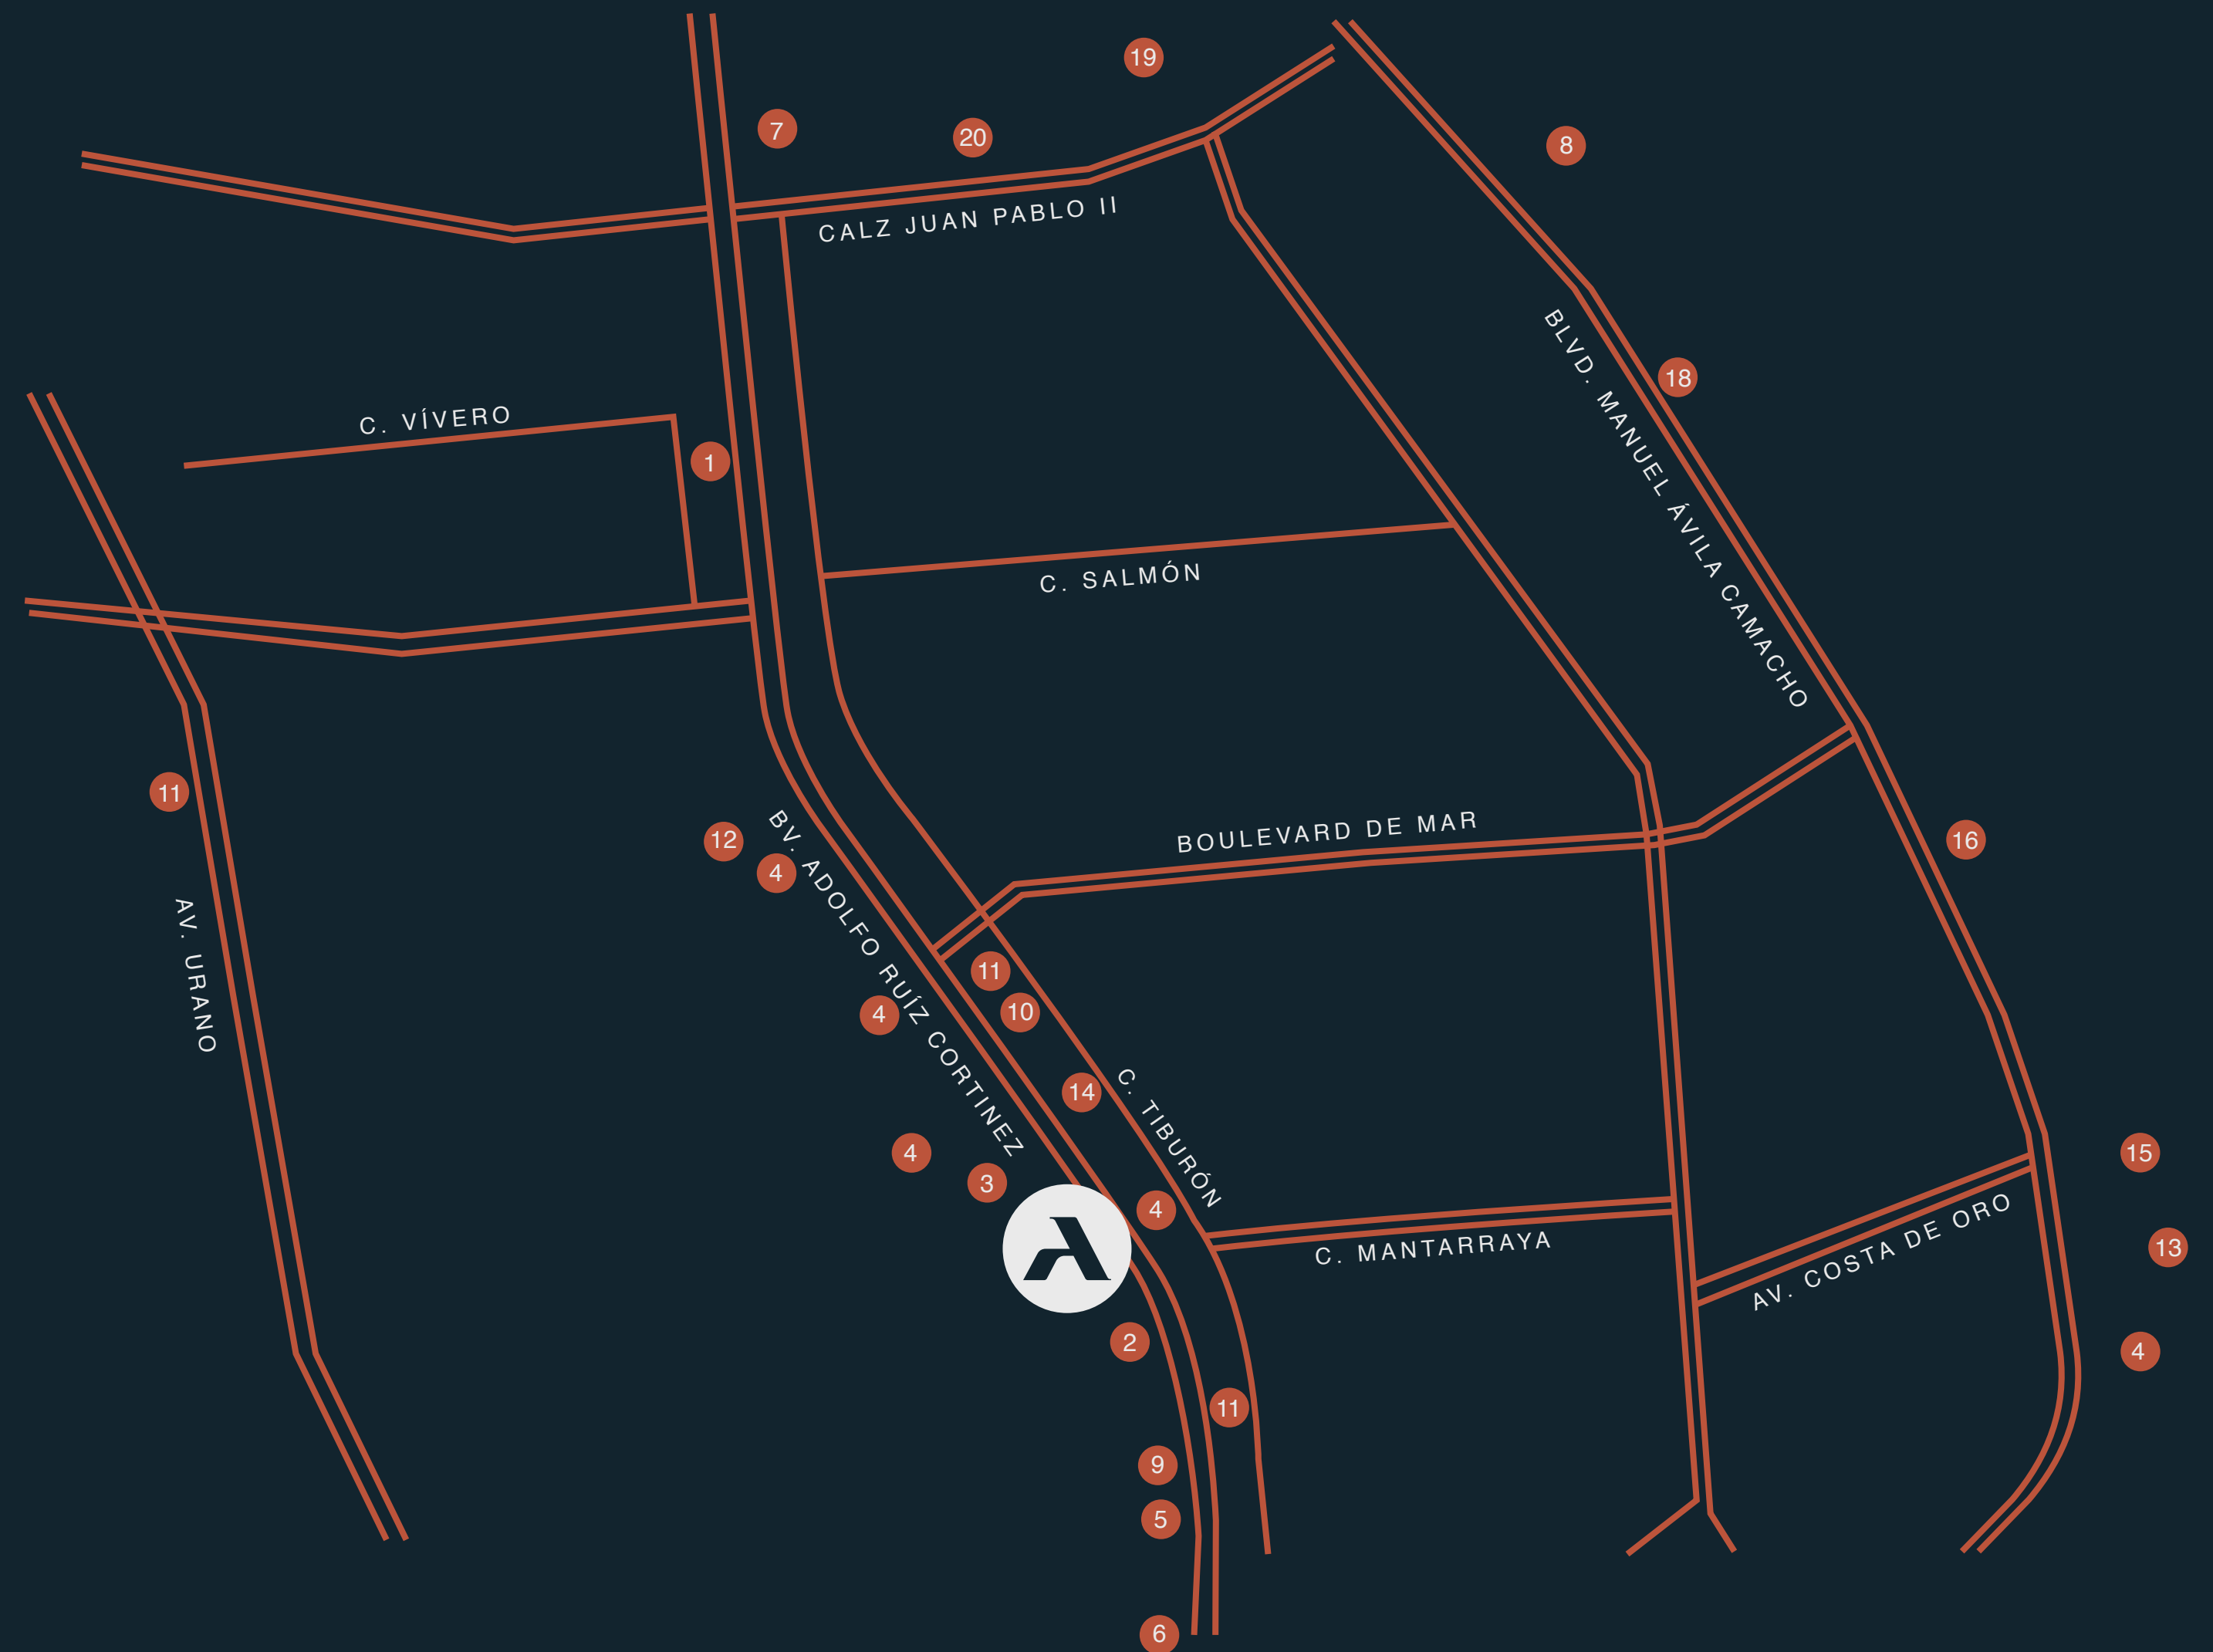 19
7
20
8
CALZ JUAN PABLO II
BLVD. MANUEL ÁVILA CAMACHO
18
C. VÍVERO
1
C. SALMÓN
11
12
4
BV. ADOLFO RUÍZ CORTINEZ
BOULEVARD DE MAR
16
AV. URANO
11
10
4
14
C. TIBURÓN
4
3
4
15
C. MANTARRAYA
AV. COSTA DE ORO
13
2
4
11
9
5
6